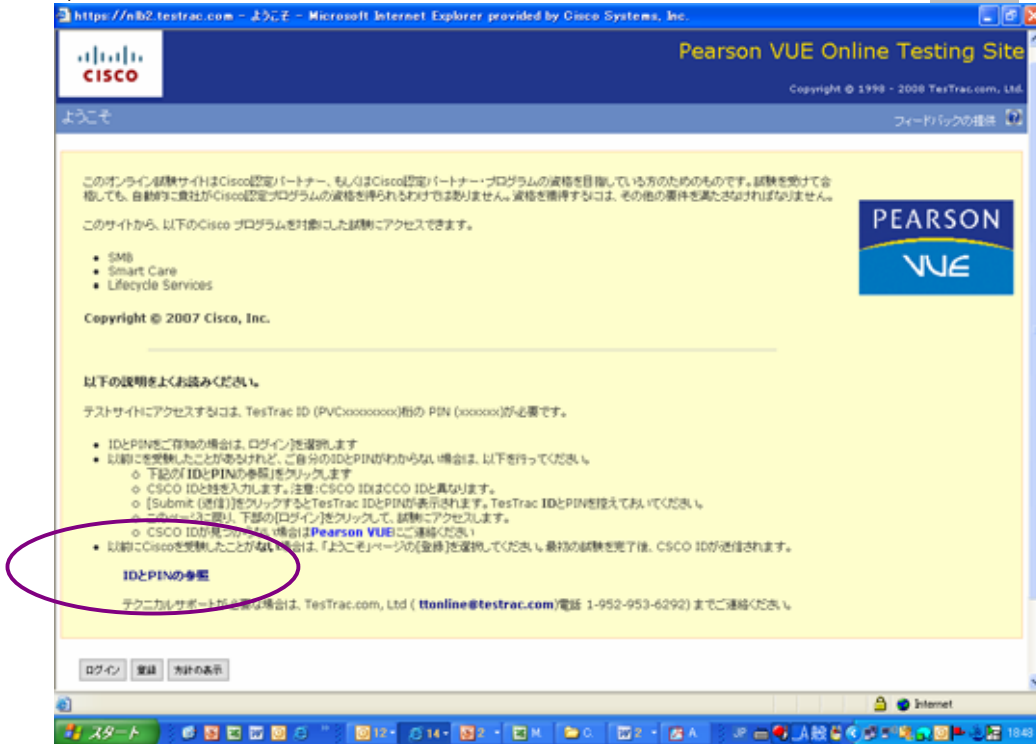 https://nlb2.testrac.com - ようこそ - Microsoft Internet Explorer provided by Cisco Systems, Inc.
CISCO
Pearson VUE Online Testing Site
Copyright © 1998 - 2008 TesTrac.com, Ltd.
ようこそ
フィードバックの提供
このオンライン試験サイトはCisco認定パートナー、もしくはCisco認定パートナー・プログラムの資格を目指している方のためのものです。試験を受けて合
格しても、自動的に貴社がCisco認定プログラムの資格を得られるわけではありません。資格を獲得するには、その他の要件を満たさなければなりません。
このサイトから、以下のCisco プログラムを対象にした試験にアクセスできます。
PEARSON
VUE
SMB
Smart Care
Lifecycle Services
Copyright © 2007 Cisco, Inc.
以下の説明をよくお読みください。
テストサイトにアクセスするには、TesTrac ID (PVCxxxxxxxxx)桁の PIN (xxxxxxx)が必要です。
IDとPINをご存知の場合は、ログイン]を選択します
以前にを受験したことがあるけれど、ご自分のIDとPINがわからない場合は、以下を行ってください。
下記の「IDとPINの参照」をクリックします
CSCO IDと姓を入力します。注意:CSCO IDはCCO IDと異なります。
[Submit (送信)]をクリックするとTesTrac IDとPINが表示されます。TesTrac IDとPINを控えておいてください。
このページに戻り、下部の[ログイン]をクリックして、試験にアクセスします。
CSCO IDが見つからない場合はPearson VUEにご連絡ください
以前にCiscoを受験したことがない場合は、「ようこそ」ページの[登録]を選択してください。最初の試験を完了後、CSCO IDが送信されます。
IDとPINの参照
テクニカルサポートが必要な場合は、TesTrac.com, Ltd ( ttonline@testrac.com)電話 1-952-953-6292) までご連絡ください。
ログイン 登録 方針の表示
Internet
スタート 12 14 2 M C. 2 A JP A 般 18:48